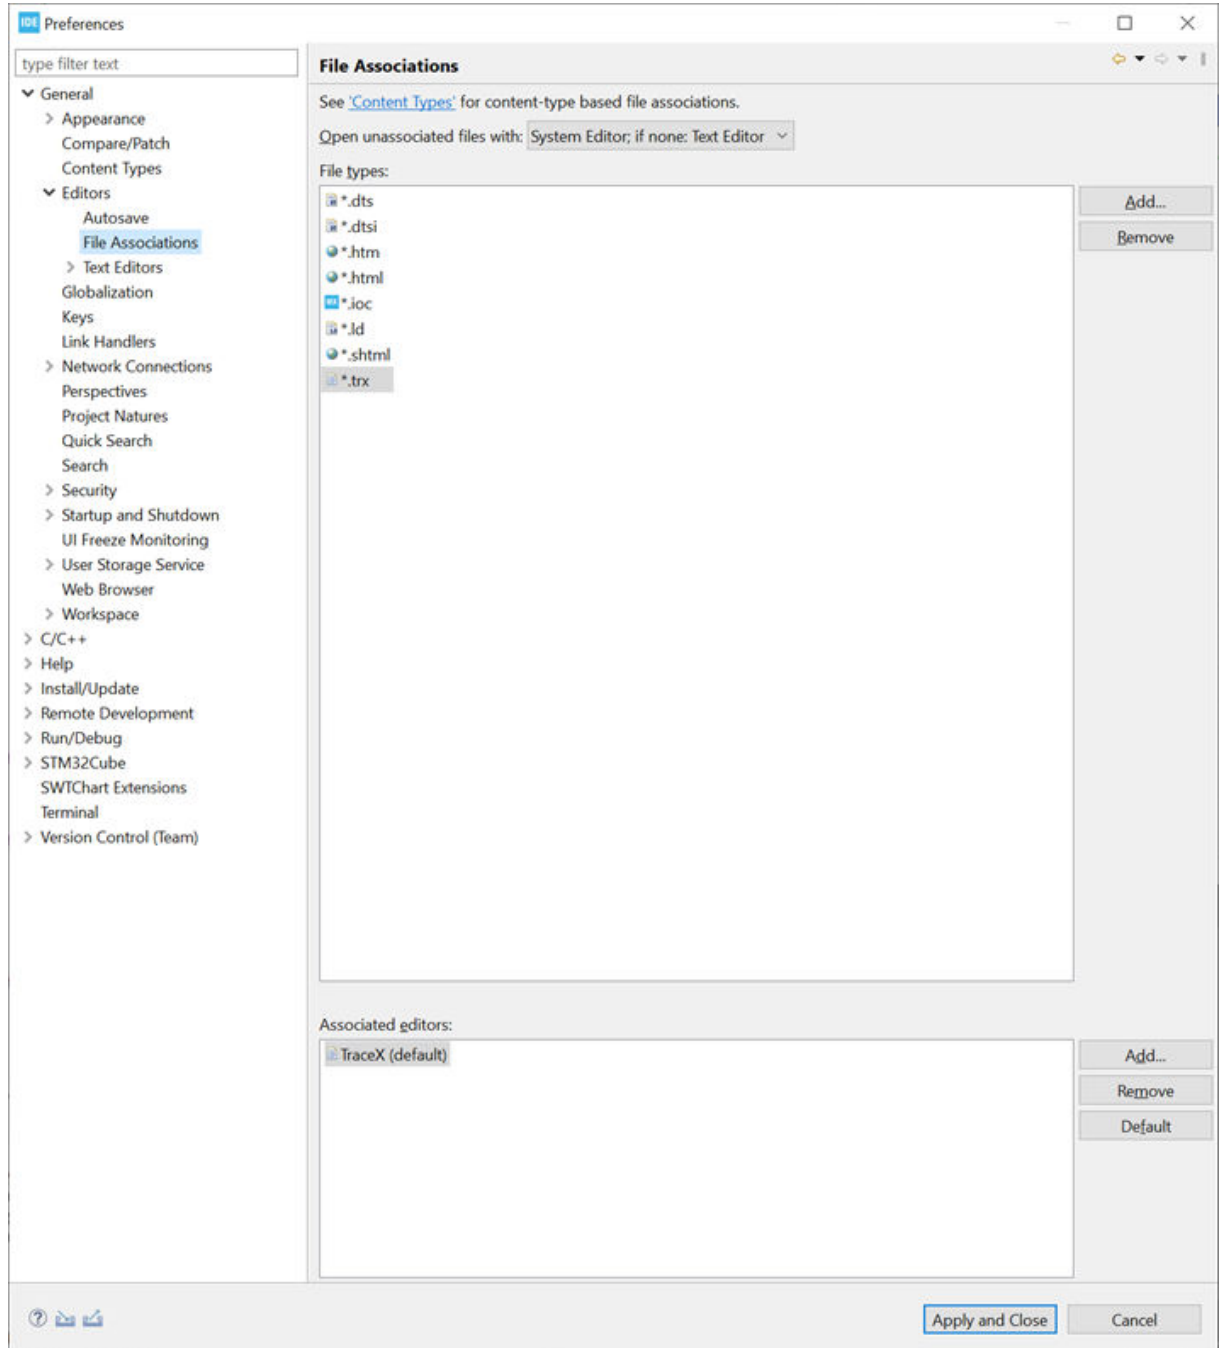 IDE Preferences
type filter text
General
Appearance
Compare/Patch
Content Types
Editors
Autosave
File Associations
Text Editors
Globalization
Keys
Link Handlers
Network Connections
Perspectives
Project Natures
Quick Search
Search
Security
Startup and Shutdown
UI Freeze Monitoring
User Storage Service
Web Browser
Workspace
C/C++
Help
Install/Update
Remote Development
Run/Debug
STM32Cube
SWTChart Extensions
Terminal
Version Control (Team)
File Associations
See 'Content Types' for content-type based file associations.
Open unassociated files with: System Editor; if none: Text Editor
File types:
*.dts
*.dtsi
*.htm
*.html
*.ioc
*.ld
*.shtml
*.trx
Add...
Remove
Associated editors:
TraceX (default)
Add...
Remove
Default
Apply and Close
Cancel